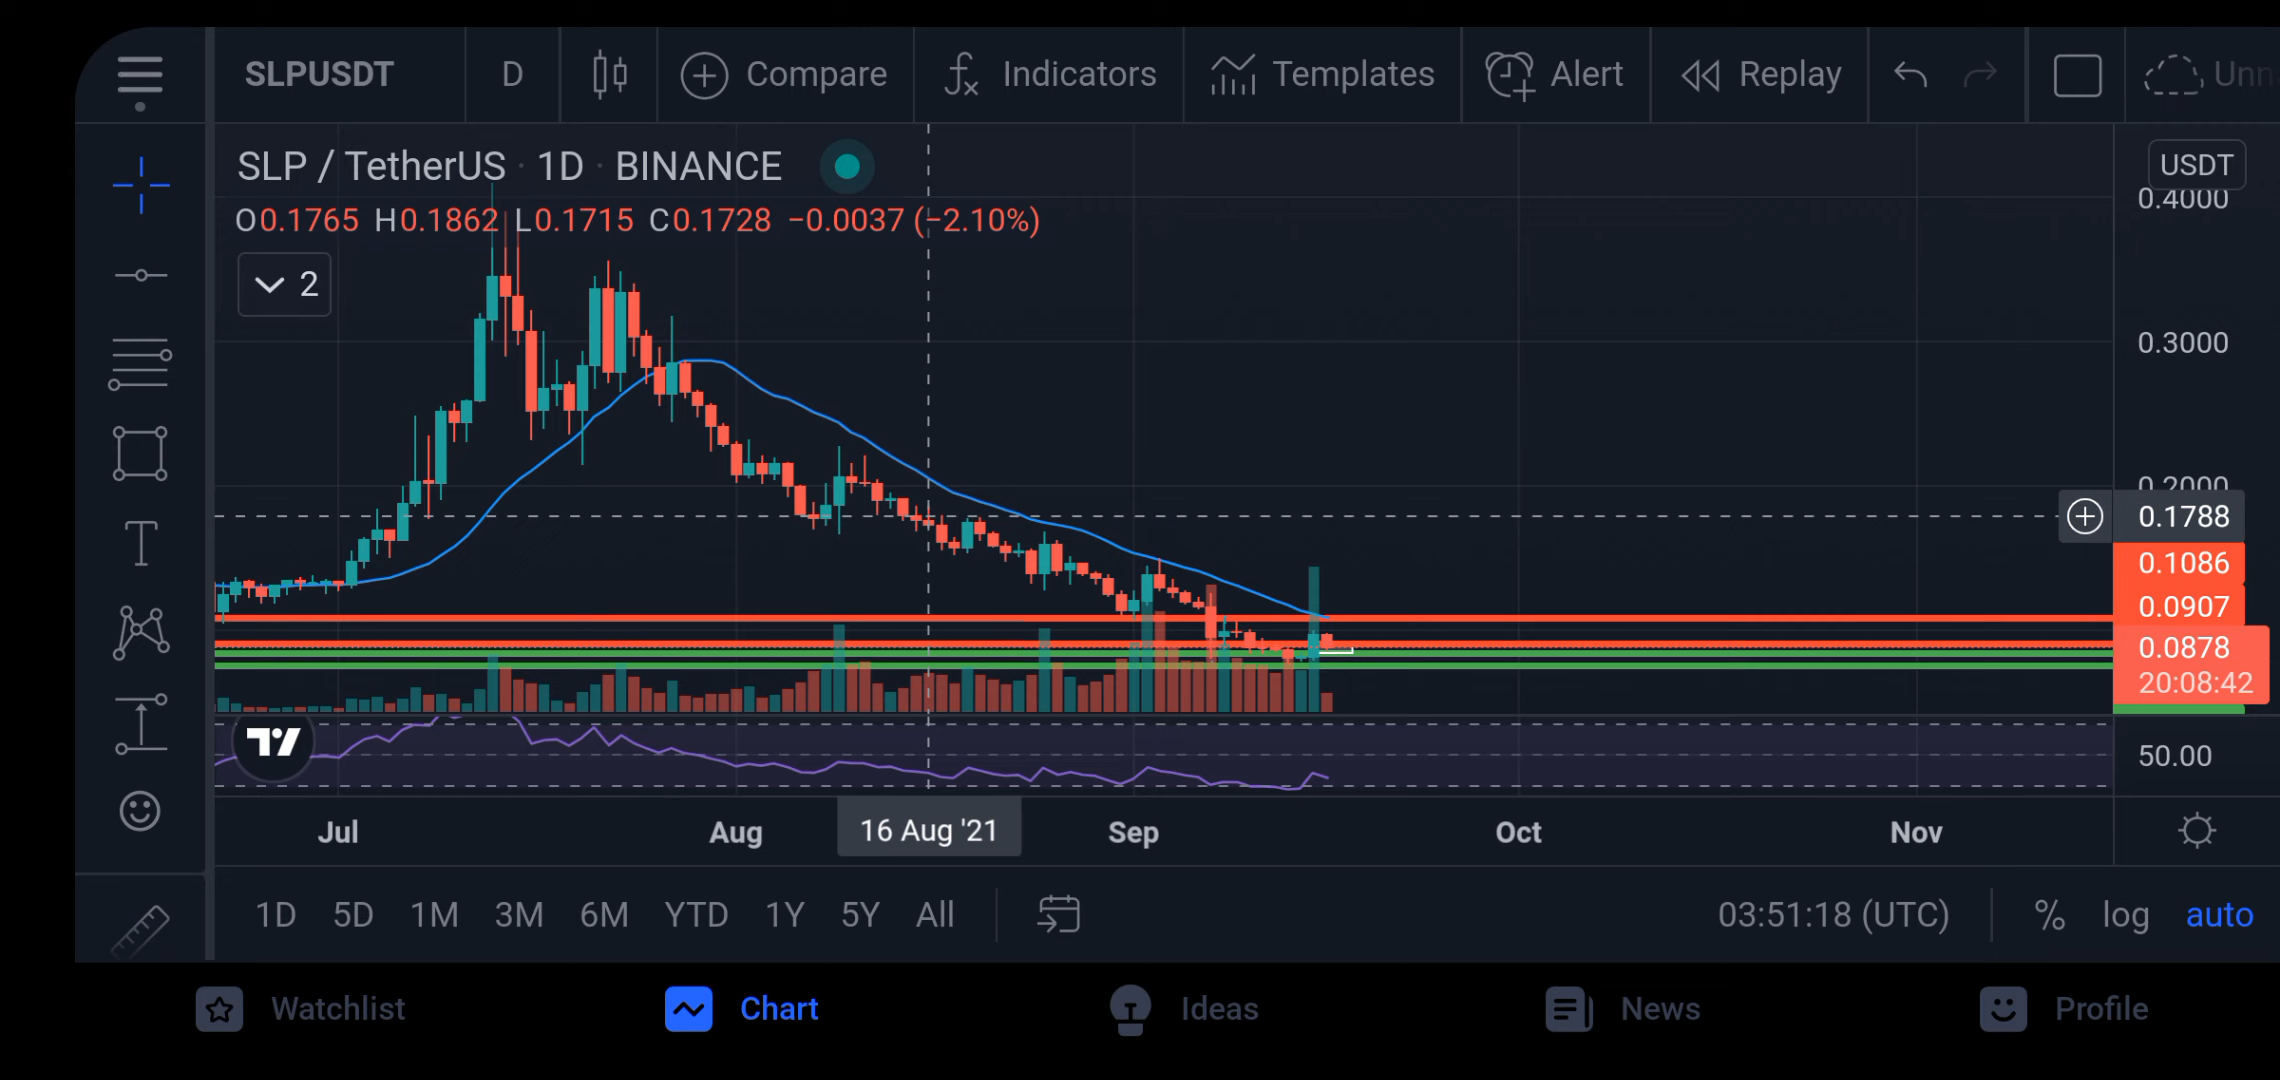 SLPUSDT D Compare Indicators Templates Alert Replay
SLP / TetherUS · 1D · BINANCE
USDT
O0.1765 H0.1862 L0.1715 C0.1728 −0.0037 (−2.10%)
2
0.4000
0.3000
0.2000
0.1788
0.1086
0.0907
0.0878
20:08:42
50.00
Jul Aug 16 Aug '21 Sep Oct Nov
1D 5D 1M 3M 6M YTD 1Y 5Y All 03:51:18 (UTC) % log auto
Watchlist Chart Ideas News Profile